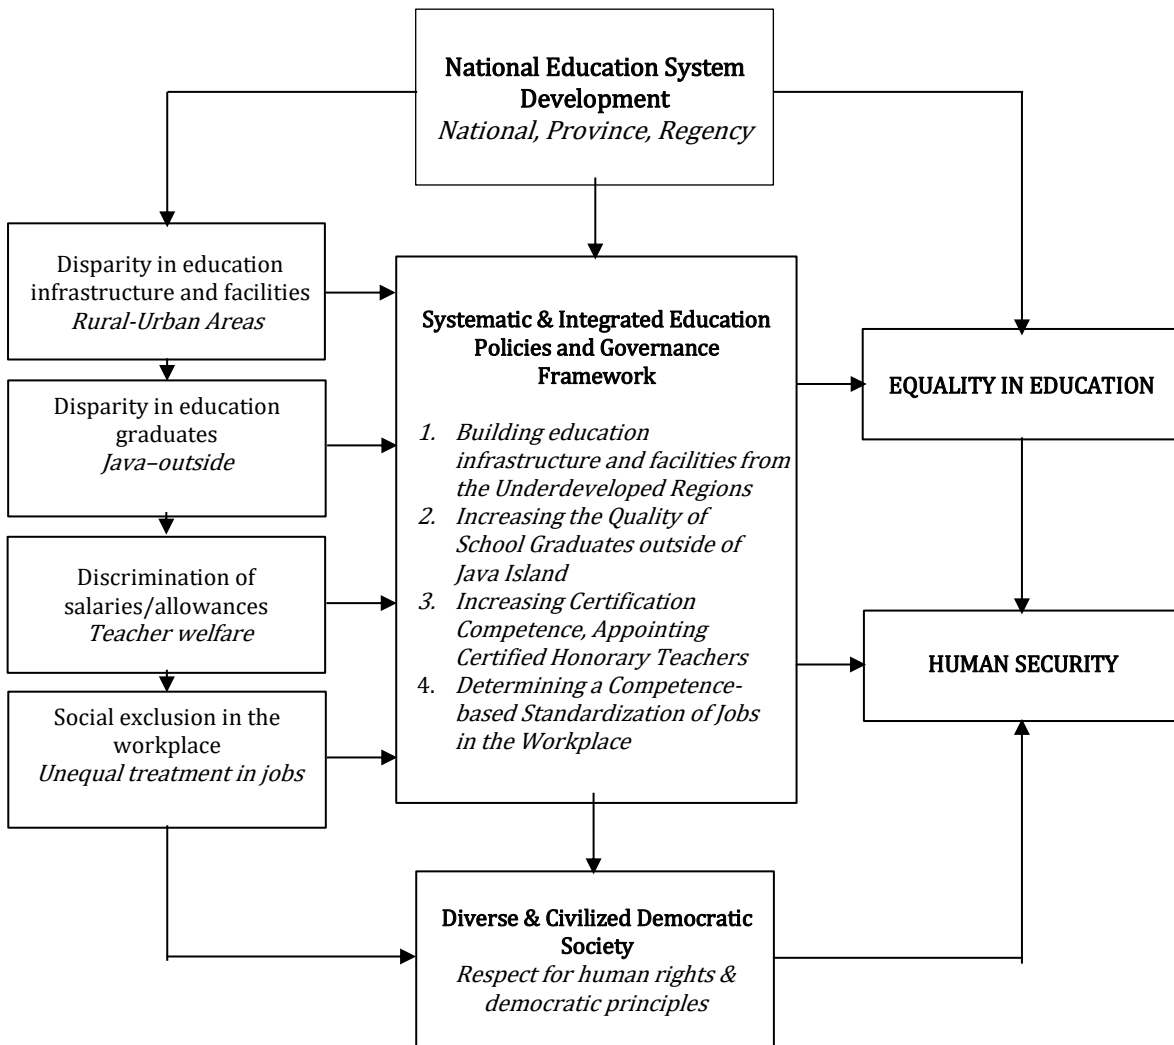 National Education System
Development
National, Province, Regency
Disparity in education
infrastructure and facilities
Rural-Urban Areas
Disparity in education
graduates
Java–outside
Discrimination of
salaries/allowances
Teacher welfare
Social exclusion in the
workplace
Unequal treatment in jobs
Systematic & Integrated Education
Policies and Governance
Framework
1. Building education
infrastructure and facilities from
the Underdeveloped Regions
2. Increasing the Quality of
School Graduates outside of
Java Island
3. Increasing Certification
Competence, Appointing
Certified Honorary Teachers
4. Determining a Competence-
based Standardization of Jobs
in the Workplace
EQUALITY IN EDUCATION
HUMAN SECURITY
Diverse & Civilized Democratic
Society
Respect for human rights &
democratic principles